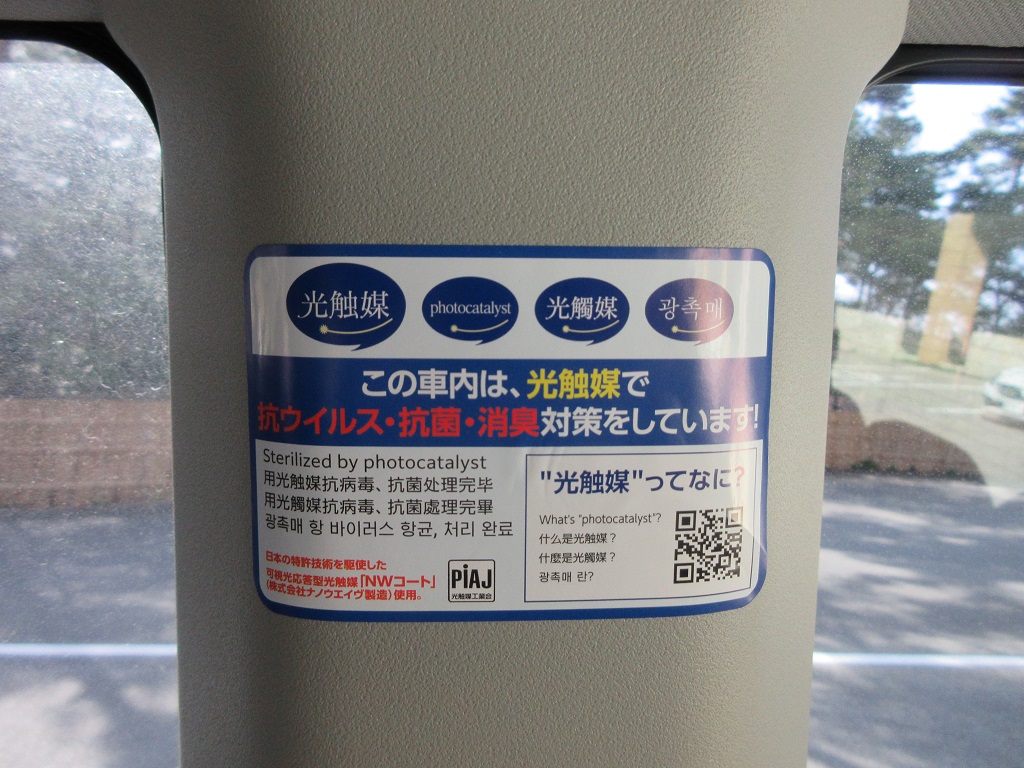 光触媒
photocatalyst
光觸媒
광촉매
この車内は、光触媒で
抗ウイルス・抗菌・消臭対策をしています!
Sterilized by photocatalyst
用光触媒抗病毒、抗菌处理完毕
用光觸媒抗病毒、抗菌處理完畢
광촉매 항 바이러스 항균, 처리 완료
日本の特許技術を駆使した
可視光応答型光触媒「NWコート」
(株式会社ナノウエイヴ製造)使用。
PiAJ
光触媒工業会
"光触媒"ってなに?
What's "photocatalyst"?
什么是光触媒？
什麼是光觸媒？
광촉매 란?